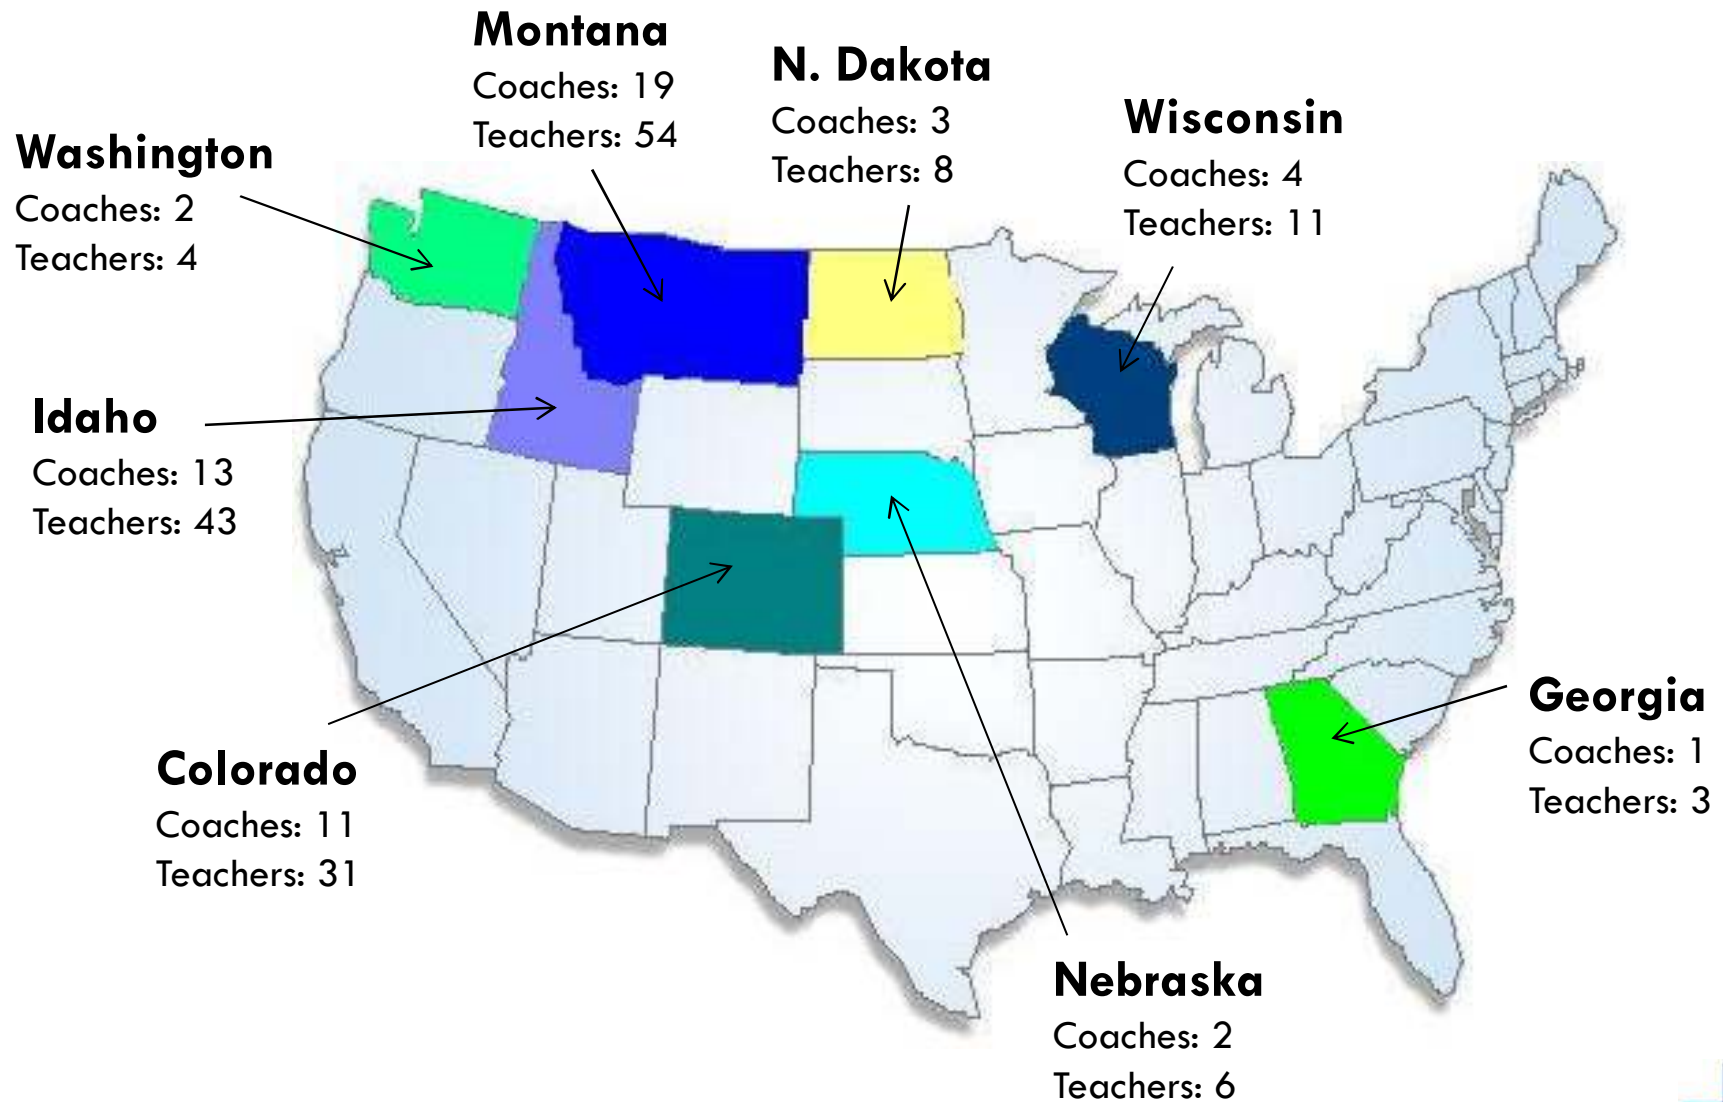 Montana
Coaches: 19
Teachers: 54
N. Dakota
Coaches: 3
Teachers: 8
Wisconsin
Coaches: 4
Teachers: 11
Washington
Coaches: 2
Teachers: 4
Idaho
Coaches: 13
Teachers: 43
Colorado
Coaches: 11
Teachers: 31
Georgia
Coaches: 1
Teachers: 3
Nebraska
Coaches: 2
Teachers: 6